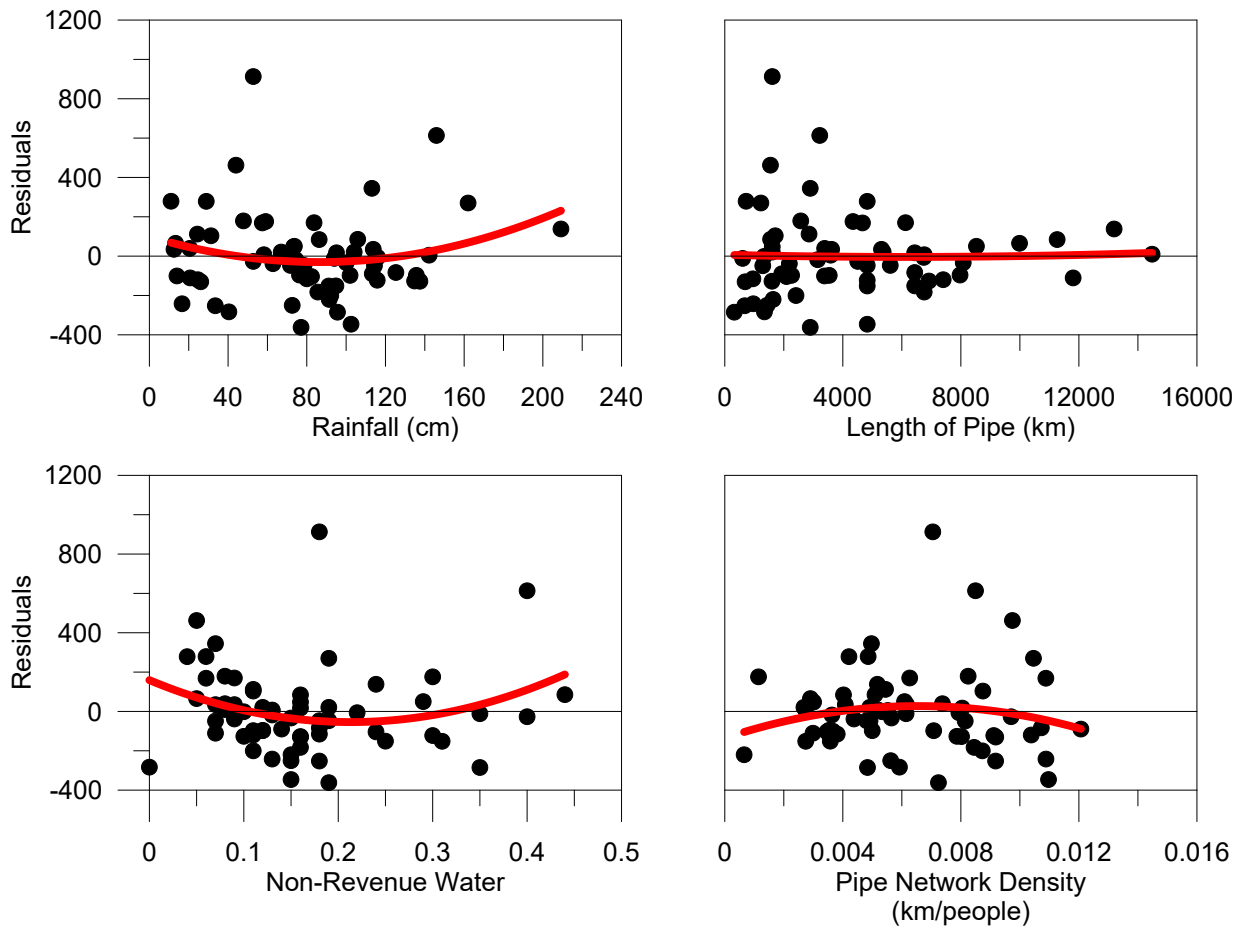 1200
800
400
0
-400
Residuals
0 40 80 120 160 200 240
Rainfall (cm)
0 4000 8000 12000 16000
Length of Pipe (km)
1200
800
400
0
-400
Residuals
0 0.1 0.2 0.3 0.4 0.5
Non-Revenue Water
0 0.004 0.008 0.012 0.016
Pipe Network Density
(km/people)